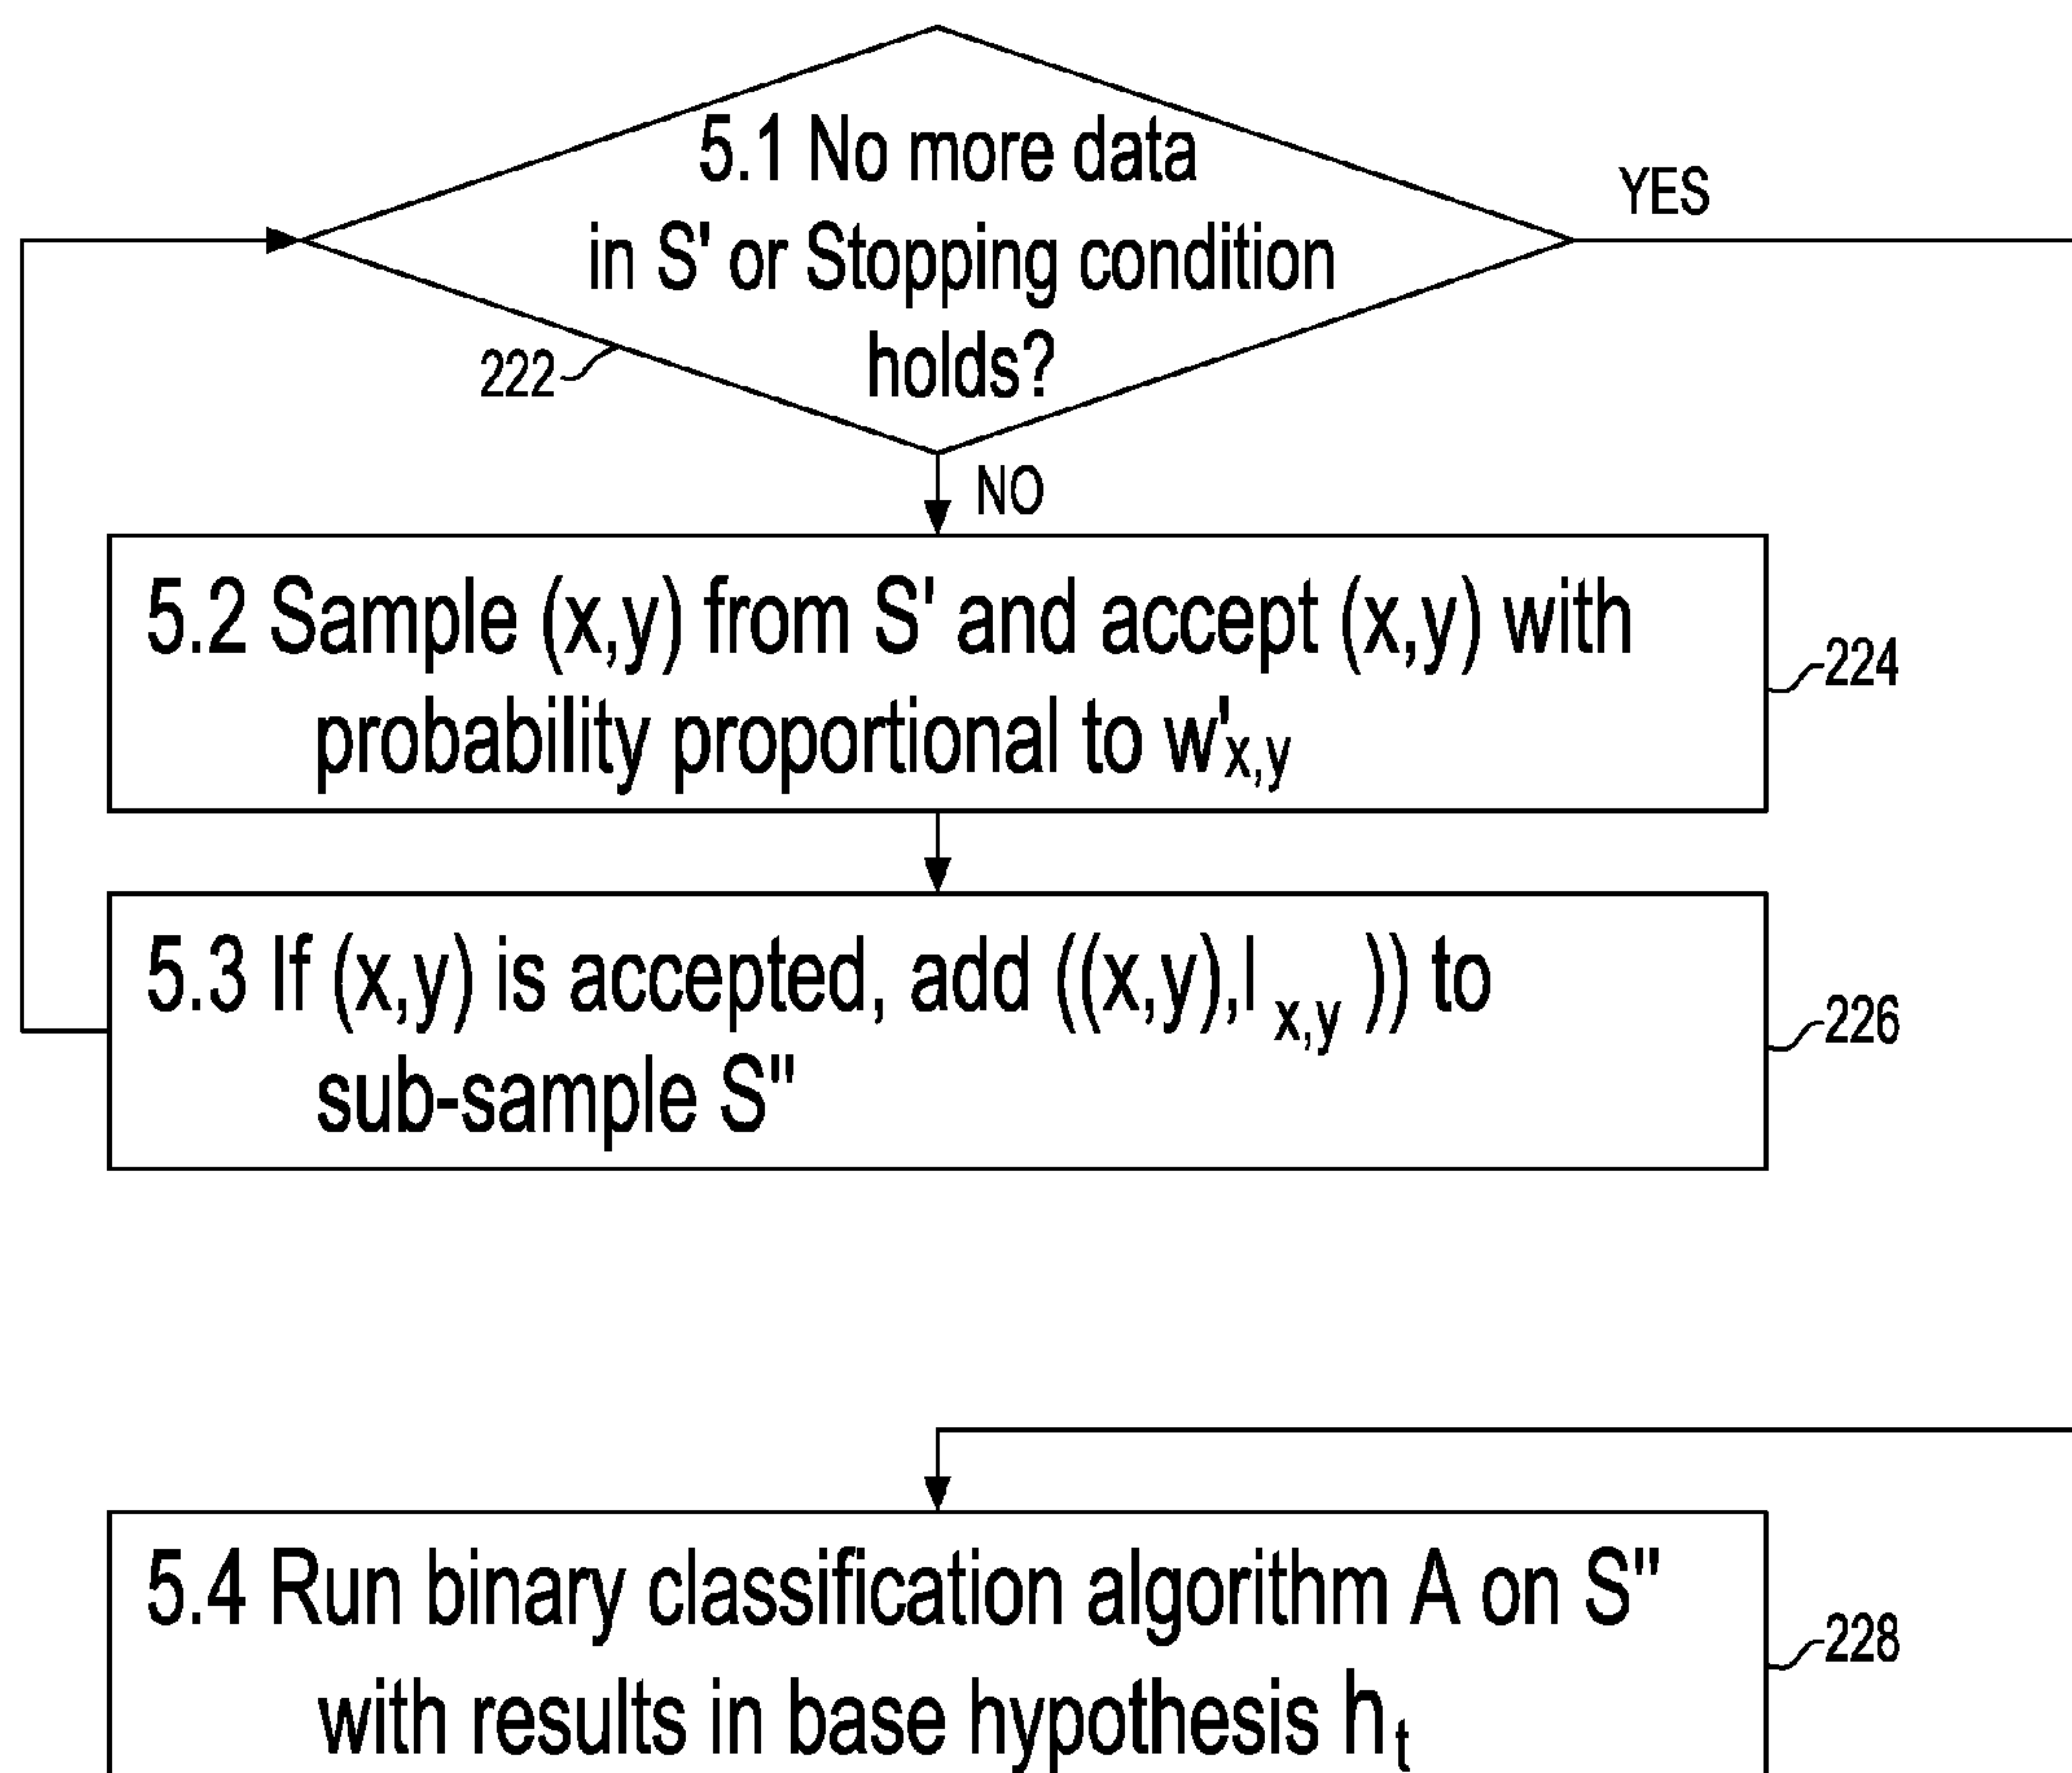 5.1 No more data
in S' or Stopping condition
holds?
YES
222
NO
5.2 Sample (x,y) from S' and accept (x,y) with
probability proportional to w'x,y
224
5.3 If (x,y) is accepted, add ((x,y),l x,y )) to
sub-sample S"
226
5.4 Run binary classification algorithm A on S"
with results in base hypothesis ht
228